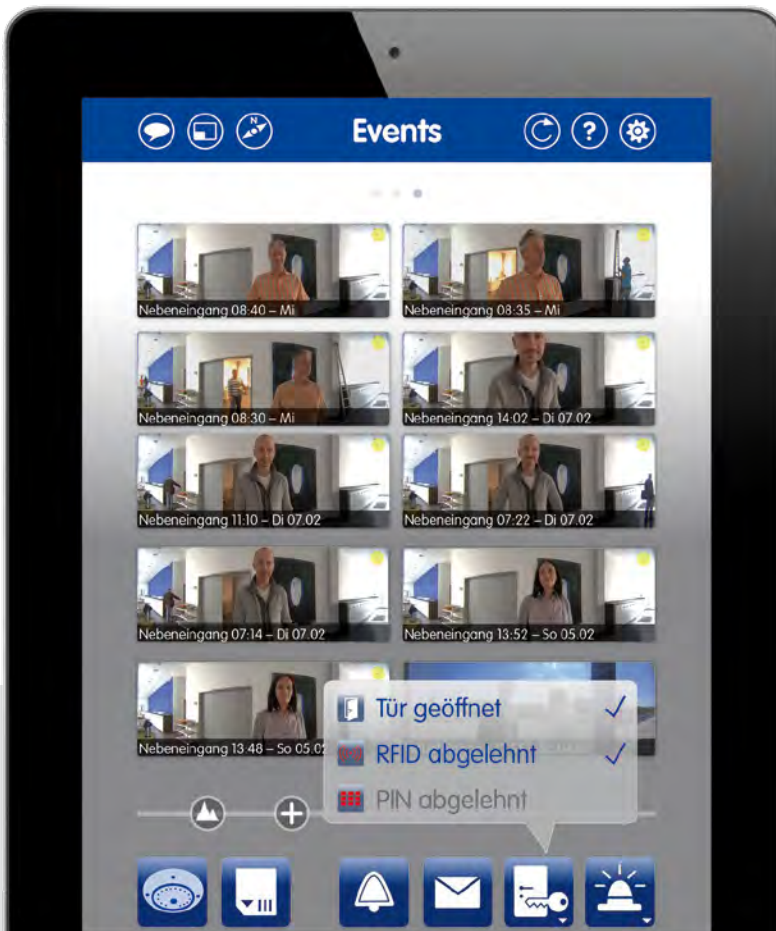 N
Events
?
Nebeneingang 08:40 – Mi
Nebeneingang 08:35 – Mi
Nebeneingang 08:30 – Mi
Nebeneingang 14:02 – Di 07.02
Nebeneingang 11:10 – Di 07.02
Nebeneingang 07:22 – Di 07.02
Nebeneingang 07:14 – Di 07.02
Nebeneingang 13:52 – So 05.02
Nebeneingang 13:48 – So 05.02
Tür geöffnet
RFID abgelehnt
PIN abgelehnt